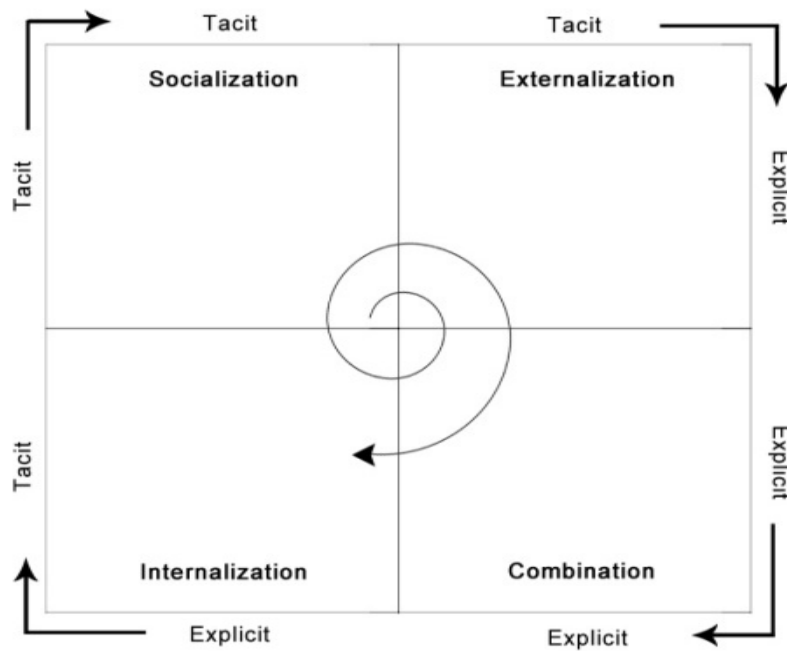 Tacit Tacit
Socialization Externalization
Tacit Explicit
Tacit Explicit
Internalization Combination
Explicit Explicit